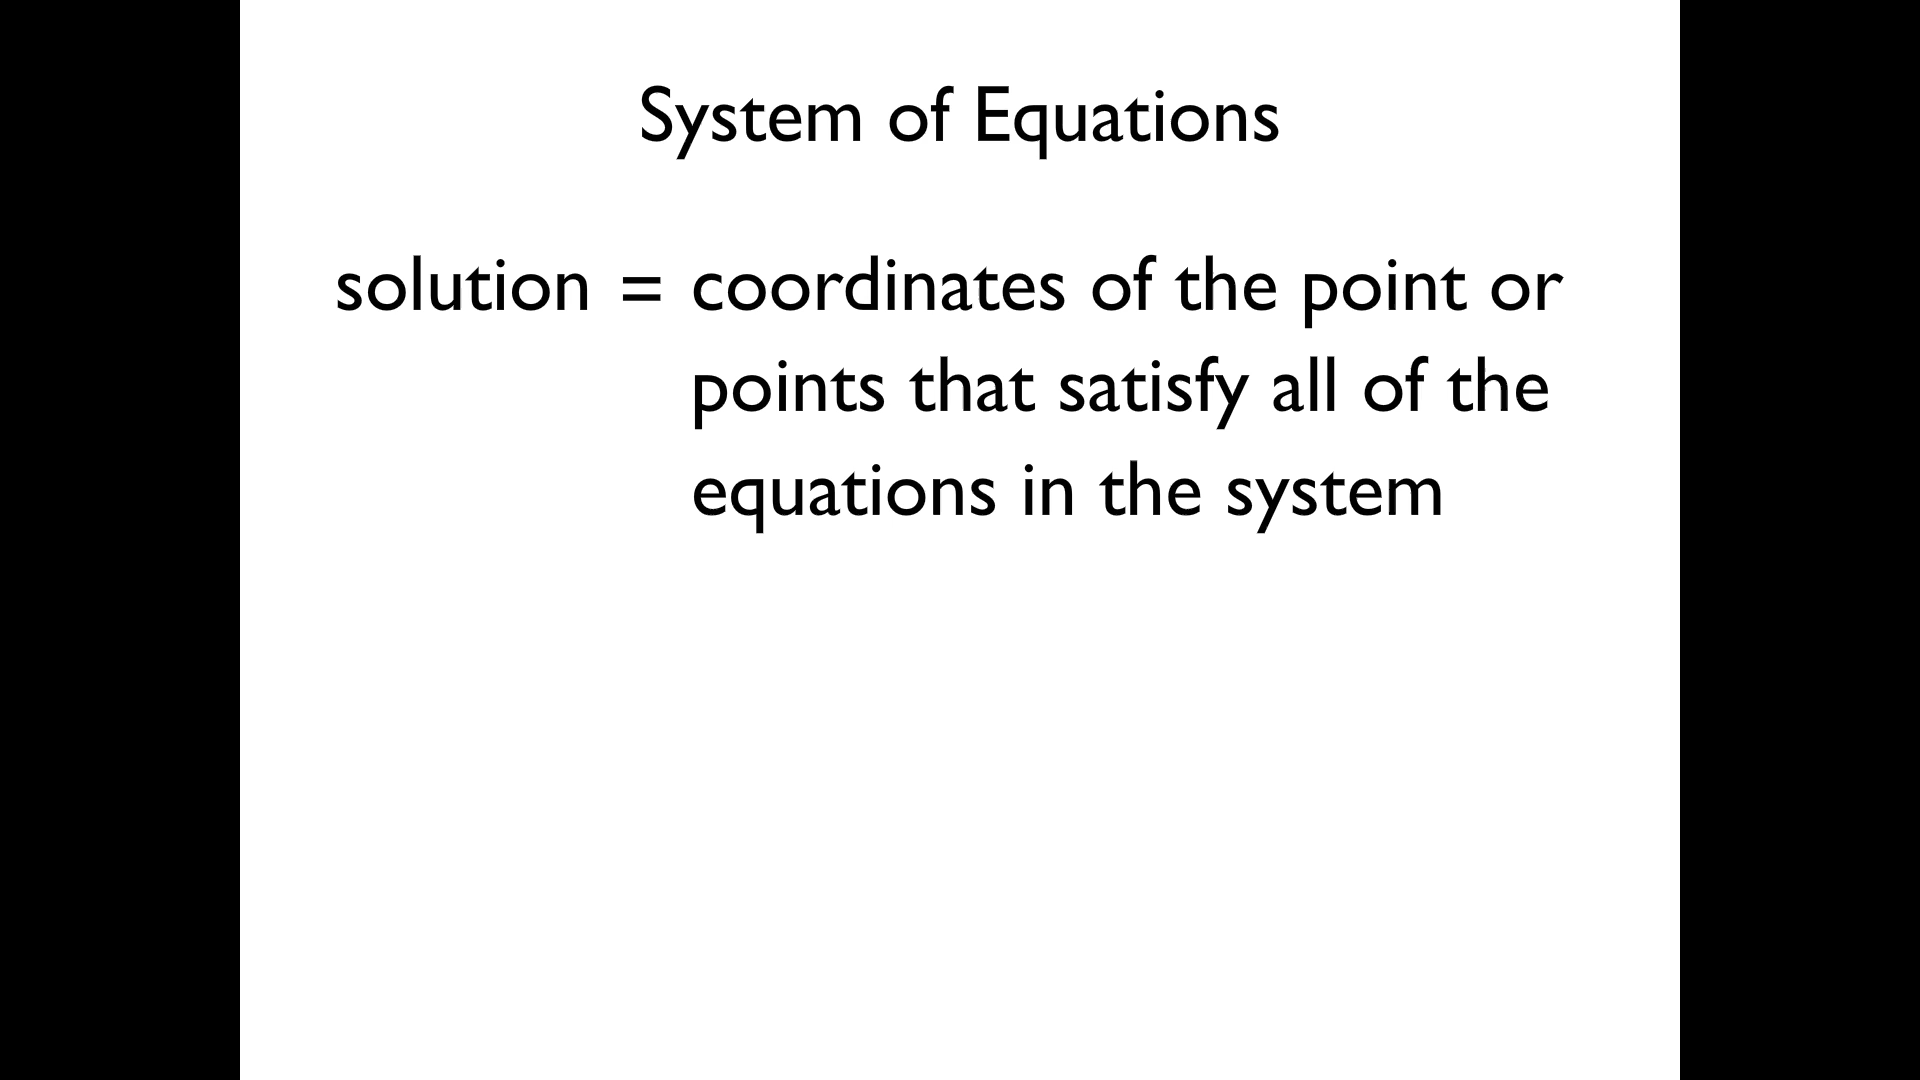 System of Equations
solution = coordinates of the point or
points that satisfy all of the
equations in the system